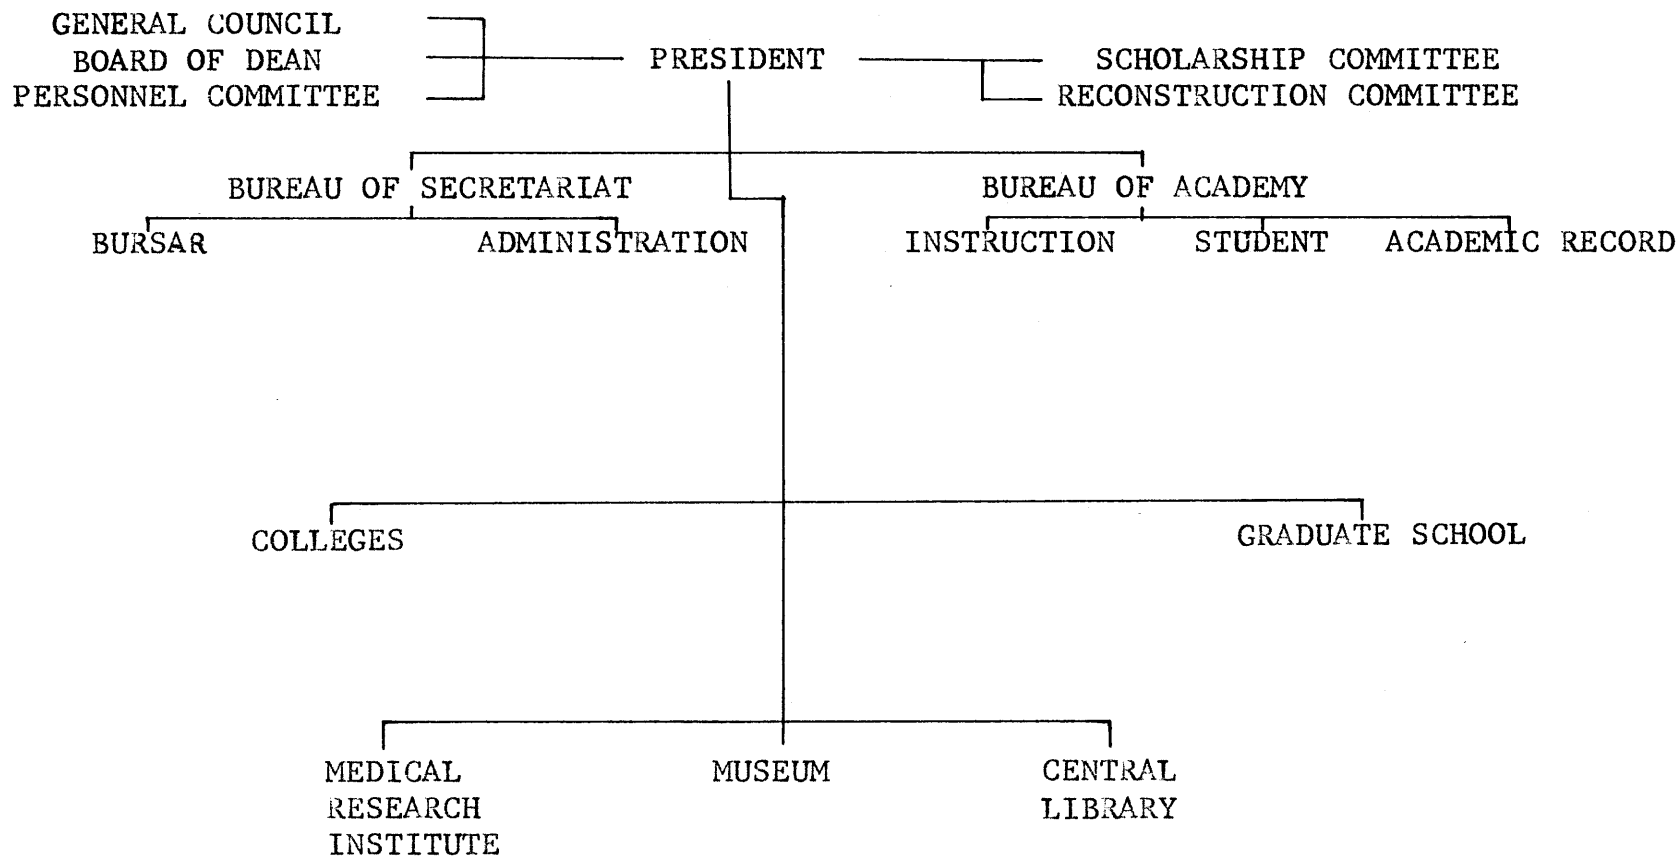 GENERAL COUNCIL
BOARD OF DEAN
PERSONNEL COMMITTEE
PRESIDENT
SCHOLARSHIP COMMITTEE
RECONSTRUCTION COMMITTEE
BUREAU OF SECRETARIAT
BUREAU OF ACADEMY
BURSAR
ADMINISTRATION
INSTRUCTION
STUDENT
ACADEMIC RECORD
COLLEGES
GRADUATE SCHOOL
MEDICAL
RESEARCH
INSTITUTE
MUSEUM
CENTRAL
LIBRARY